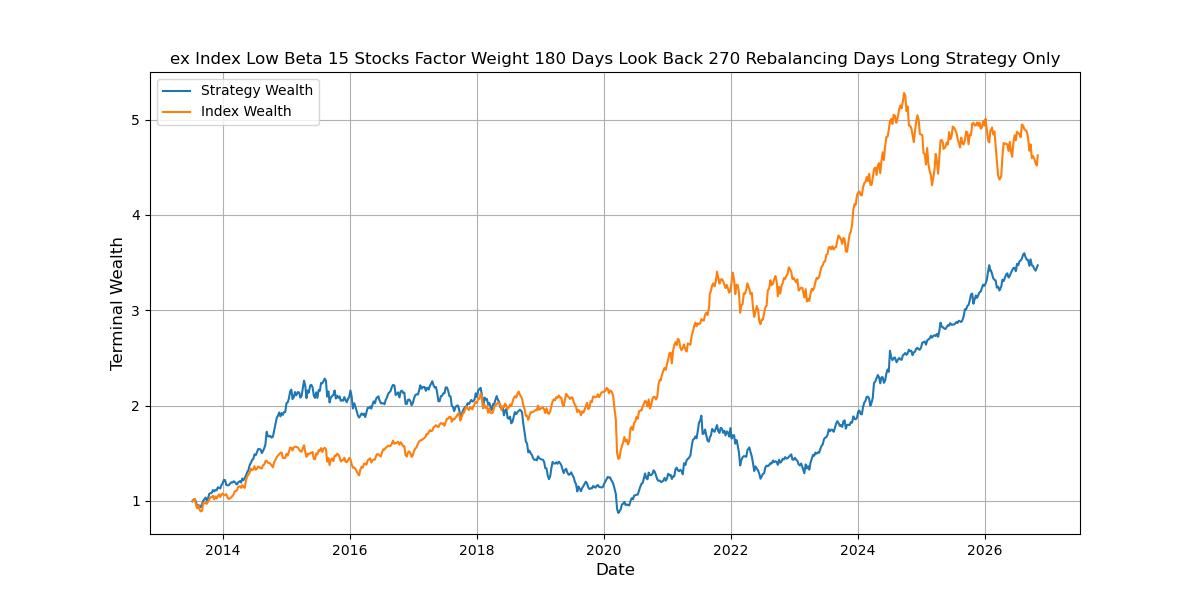 ex Index Low Beta 15 Stocks Factor Weight 180 Days Look Back 270 Rebalancing Days Long Strategy Only
Strategy Wealth
Index Wealth
Terminal Wealth
5
4
3
2
1
2014 2016 2018 2020 2022 2024 2026
Date